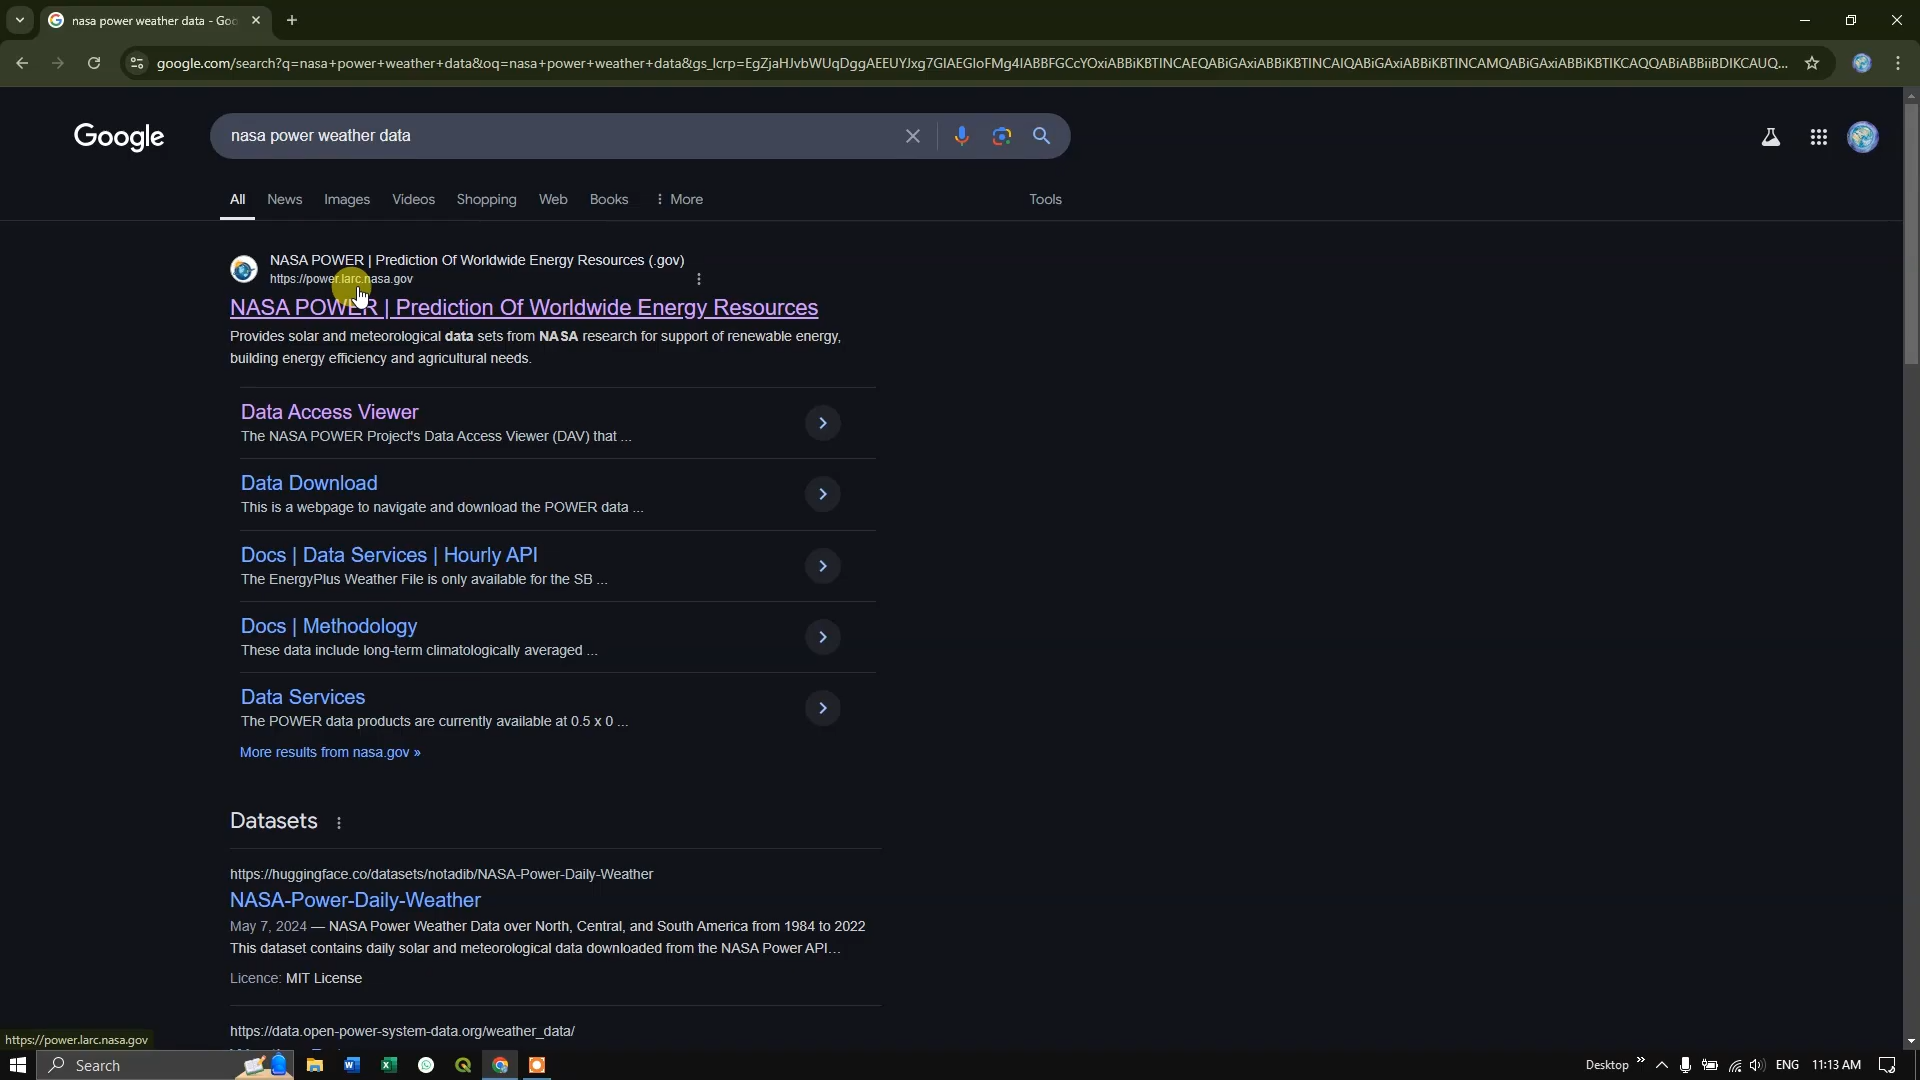 nasa power weather data - Goo
google.com/search?q=nasa+power+weather+data&oq=nasa+power+weather+data&gs_lcrp=EgZjaHJvbWUqDggAEEUYJxg7GIAEGIoFMg4IABBFGCcYOxiABBiKBTINCAEQABiGAxiABBiKBTINCAIQABiGAxiABBiKBTINCAMQABiGAxiABBiKBTIKCAQQABiABBiiBDIKCAUQ...
Google
nasa power weather data
All News Images Videos Shopping Web Books More Tools
NASA POWER | Prediction Of Worldwide Energy Resources (.gov)
https://power.larc.nasa.gov
NASA POWER | Prediction Of Worldwide Energy Resources
Provides solar and meteorological data sets from NASA research for support of renewable energy,
building energy efficiency and agricultural needs.
Data Access Viewer
The NASA POWER Project's Data Access Viewer (DAV) that ...
Data Download
This is a webpage to navigate and download the POWER data ...
Docs | Data Services | Hourly API
The EnergyPlus Weather File is only available for the SB ...
Docs | Methodology
These data include long-term climatologically averaged ...
Data Services
The POWER data products are currently available at 0.5 x 0 ...
More results from nasa.gov »
Datasets
https://huggingface.co/datasets/notadib/NASA-Power-Daily-Weather
NASA-Power-Daily-Weather
May 7, 2024 — NASA Power Weather Data over North, Central, and South America from 1984 to 2022
This dataset contains daily solar and meteorological data downloaded from the NASA Power API...
Licence: MIT License
https://data.open-power-system-data.org/weather_data/
https://power.larc.nasa.gov
Search
Desktop » ENG 11:13 AM